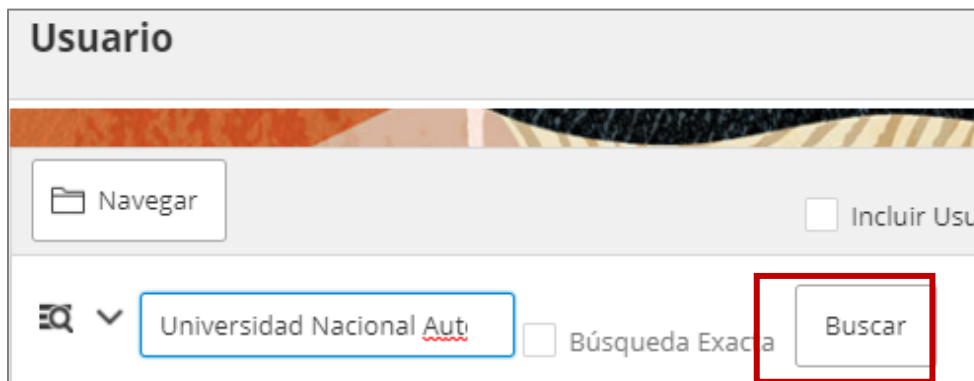 Usuario
Navegar
Incluir Usu
Universidad Nacional Aut
Búsqueda Exacta
Buscar